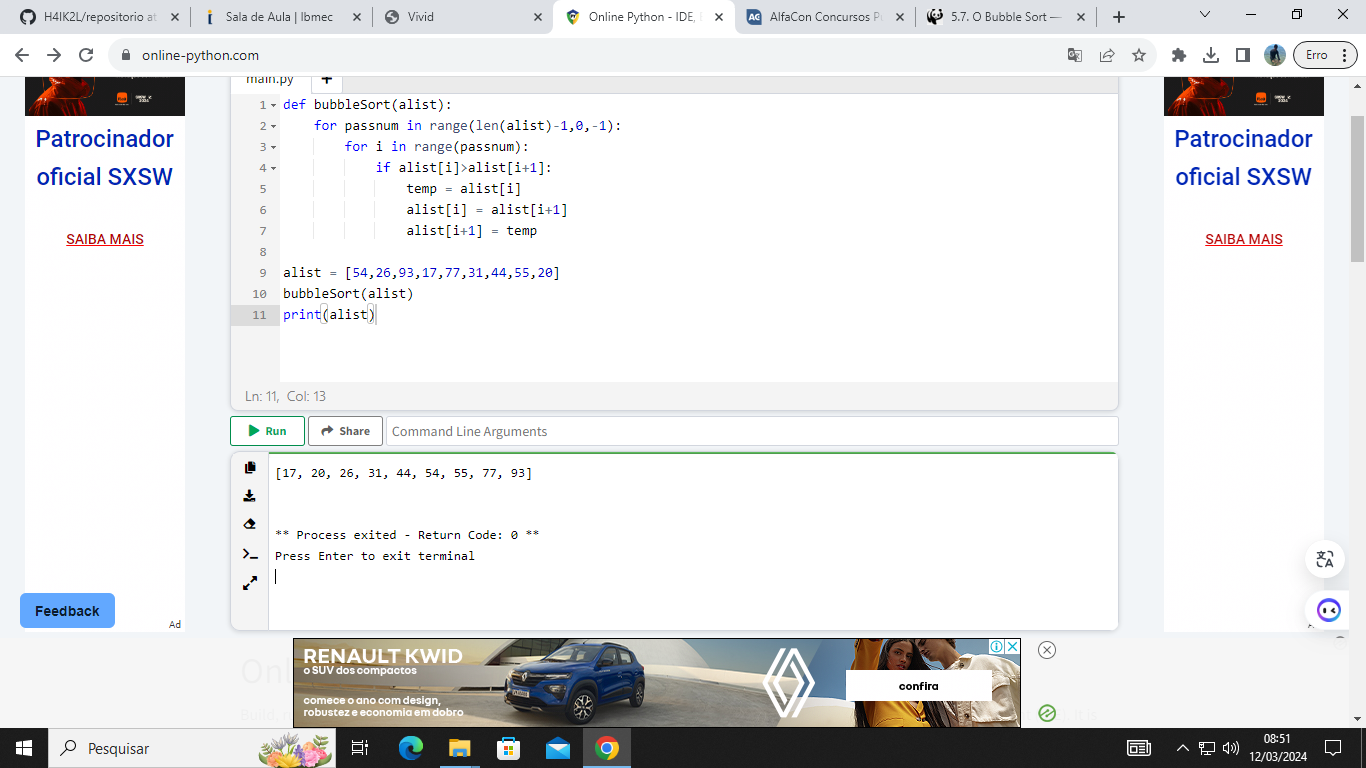 H4IK2L/repositorio at
Sala de Aula | Ibmec
Vivid
Online Python - IDE,
AlfaCon Concursos P
5.7. O Bubble Sort —
online-python.com
Erro
main.py
+
1 def bubbleSort(alist):
2 for passnum in range(len(alist)-1,0,-1):
3 for i in range(passnum):
4 if alist[i]>alist[i+1]:
5 temp = alist[i]
6 alist[i] = alist[i+1]
7 alist[i+1] = temp
8
9 alist = [54,26,93,17,77,31,44,55,20]
10 bubbleSort(alist)
11 print(alist)
Ln: 11, Col: 13
Run
Share
Command Line Arguments
[17, 20, 26, 31, 44, 54, 55, 77, 93]
** Process exited - Return Code: 0 **
Press Enter to exit terminal
Patrocinador
oficial SXSW
SAIBA MAIS
Ad
Patrocinador
oficial SXSW
SAIBA MAIS
Feedback
RENAULT KWID
o SUV dos compactos
comece o ano com design,
robustez e economia em dobro
confira
Pesquisar
08:51
12/03/2024